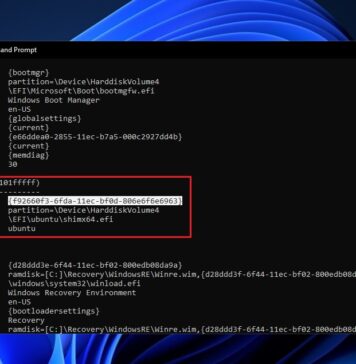 and Prompt
{bootmgr}
partition=\Device\HarddiskVolume4
\EFI\Microsoft\Boot\bootmgfw.efi
Windows Boot Manager
en-US
{globalsettings}
{current}
{e66ddea0-2855-11ec-b7a5-000c2927dd4b}
{current}
{memdiag}
30
101fffff)
----------
{f92660f3-6fda-11ec-bf0d-806e6f6e6963}
partition=\Device\HarddiskVolume4
\EFI\ubuntu\shimx64.efi
ubuntu
{d28ddd3e-6f44-11ec-bf02-800edb08da9a}
ramdisk=[C:]\Recovery\WindowsRE\Winre.wim,{d28ddd3f-6f44-11ec-bf02-800edb08d
\windows\system32\winload.efi
Windows Recovery Environment
en-US
{bootloadersettings}
Recovery
ramdisk=[C:]\Recovery\WindowsRE\Winre.wim,{d28ddd3f-6f44-11ec-bf02-800edb08d